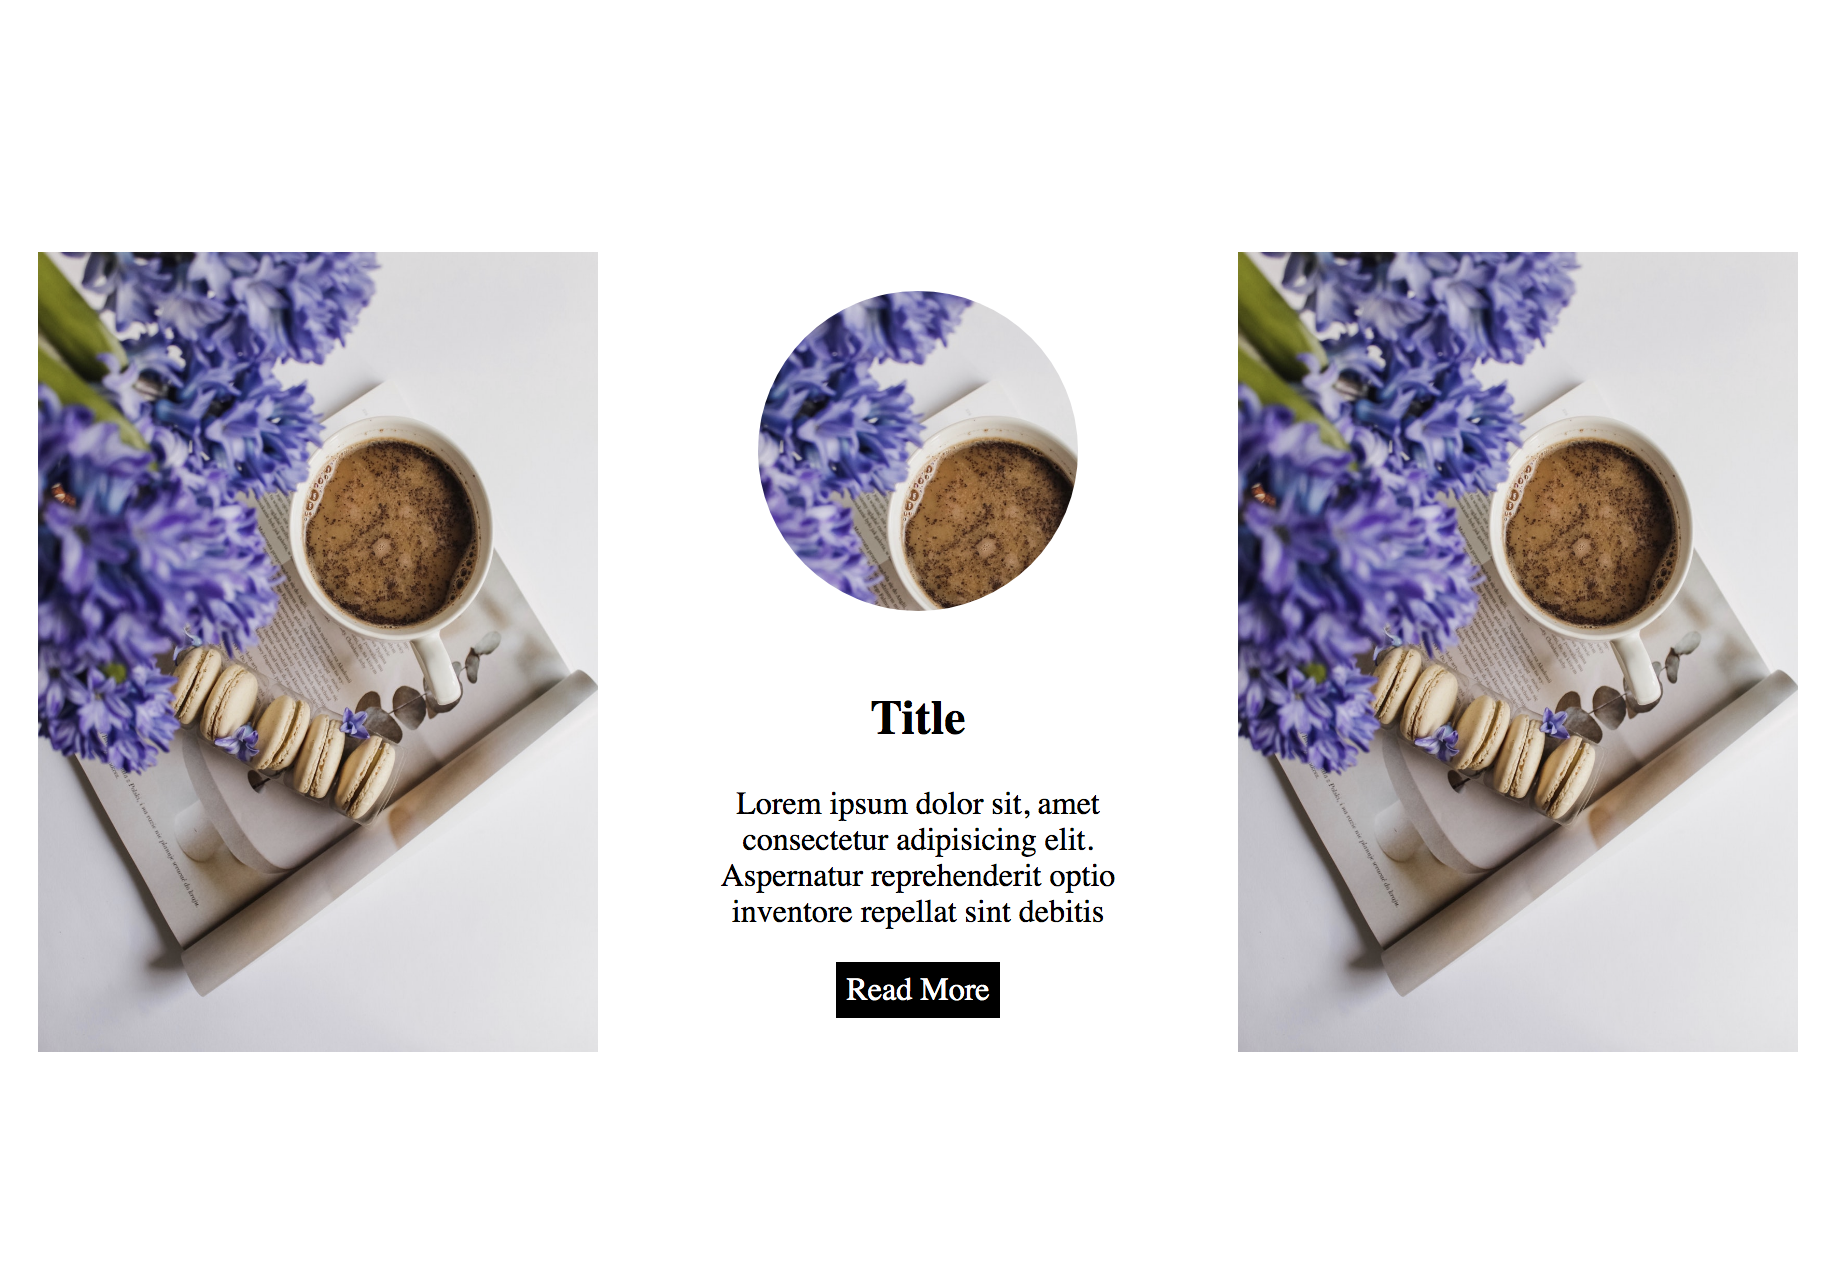 Title
Lorem ipsum dolor sit, amet
consectetur adipisicing elit.
Aspernatur reprehenderit optio
inventore repellat sint debitis
Read More